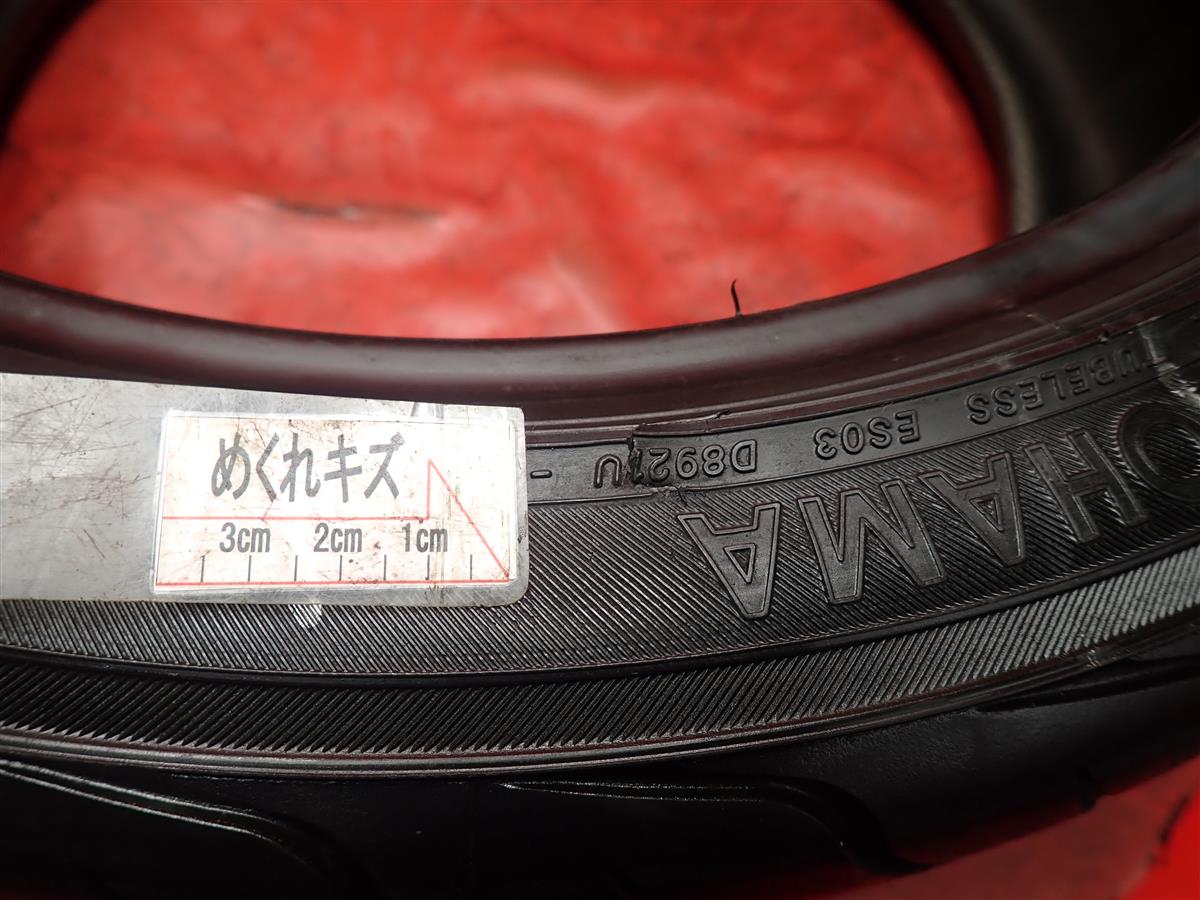 めくれキズ
3cm 2cm 1cm
TUBELESS ES03 D8921U -
OHAMA